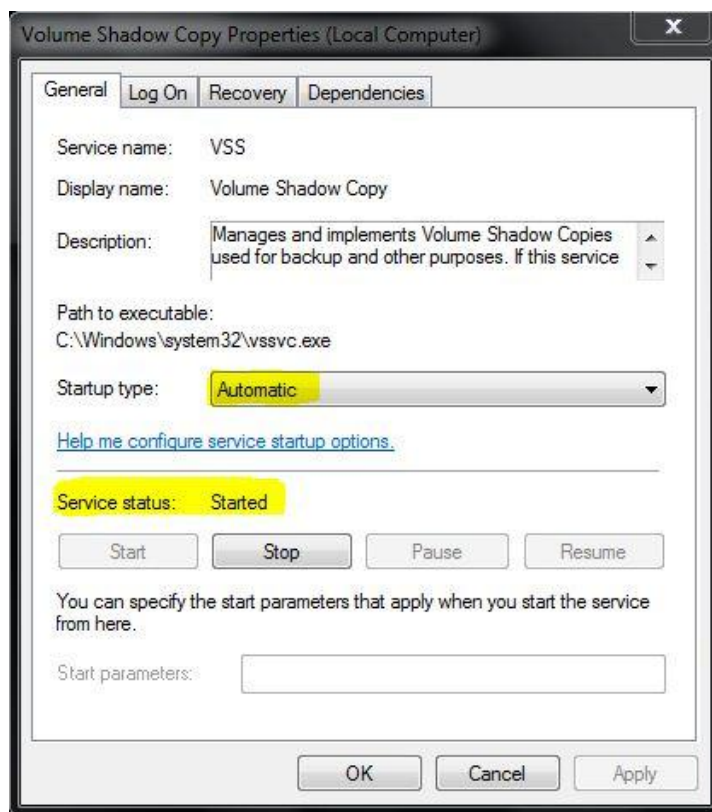 Volume Shadow Copy Properties (Local Computer)
X
General Log On Recovery Dependencies
Service name: VSS
Display name: Volume Shadow Copy
Description: Manages and implements Volume Shadow Copies
used for backup and other purposes. If this service
Path to executable:
C:\Windows\system32\vssvc.exe
Startup type: Automatic
Help me configure service startup options.
Service status: Started
Start Stop Pause Resume
You can specify the start parameters that apply when you start the service
from here.
Start parameters:
OK Cancel Apply